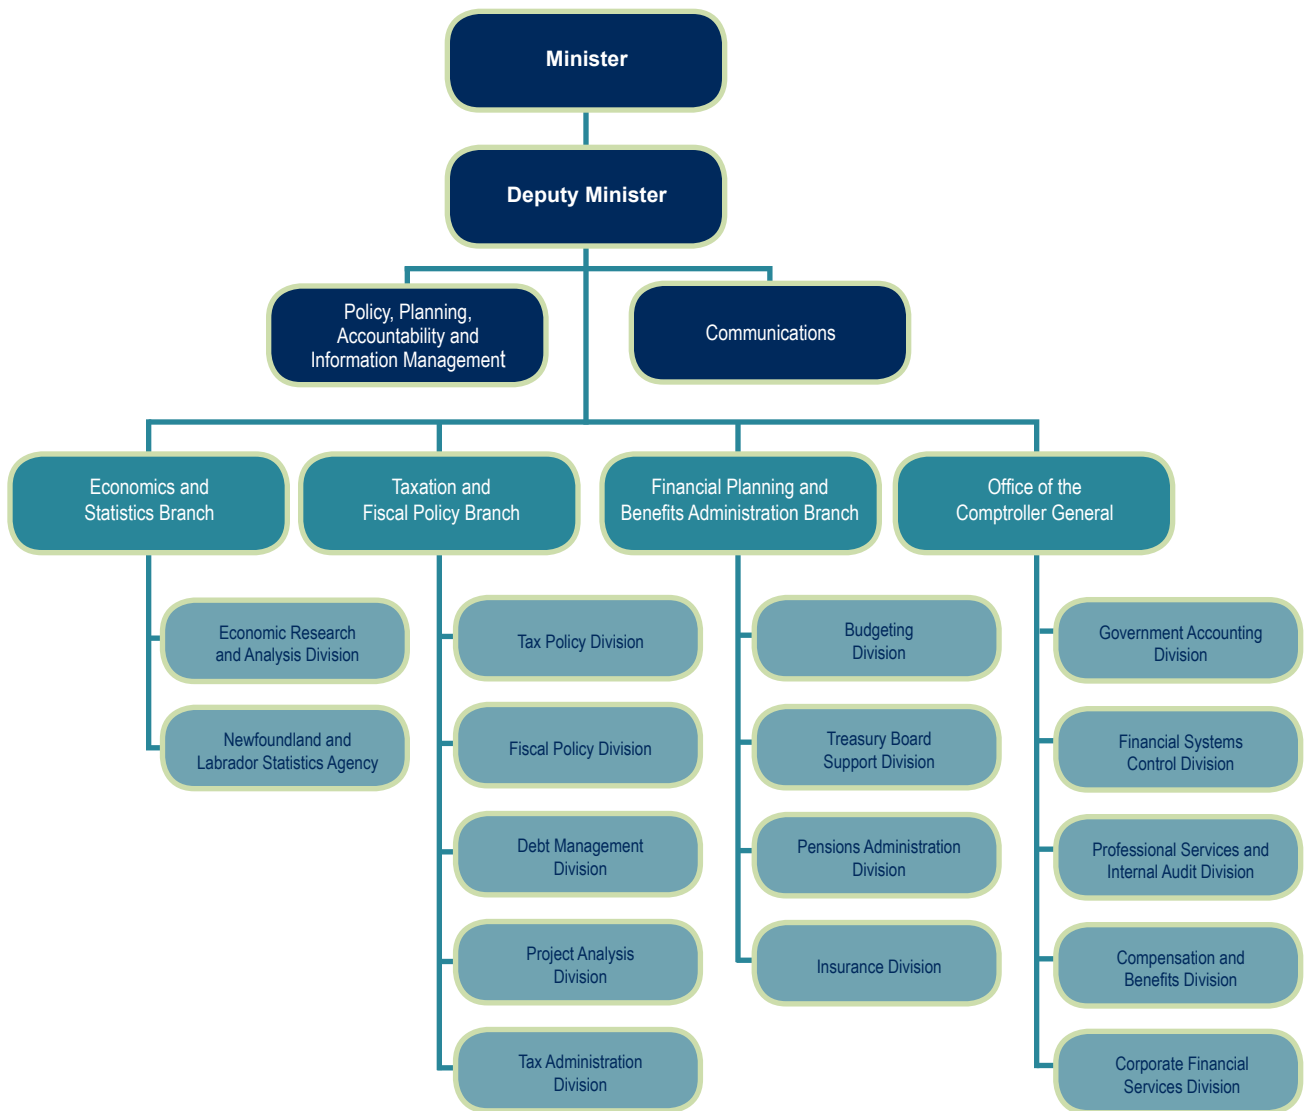 Minister
Deputy Minister
Policy, Planning,
Accountability and
Information Management
Communications
Economics and
Statistics Branch
Taxation and
Fiscal Policy Branch
Financial Planning and
Benefits Administration Branch
Office of the
Comptroller General
Economic Research
and Analysis Division
Newfoundland and
Labrador Statistics Agency
Tax Policy Division
Fiscal Policy Division
Debt Management
Division
Project Analysis
Division
Tax Administration
Division
Budgeting
Division
Treasury Board
Support Division
Pensions Administration
Division
Insurance Division
Government Accounting
Division
Financial Systems
Control Division
Professional Services and
Internal Audit Division
Compensation and
Benefits Division
Corporate Financial
Services Division